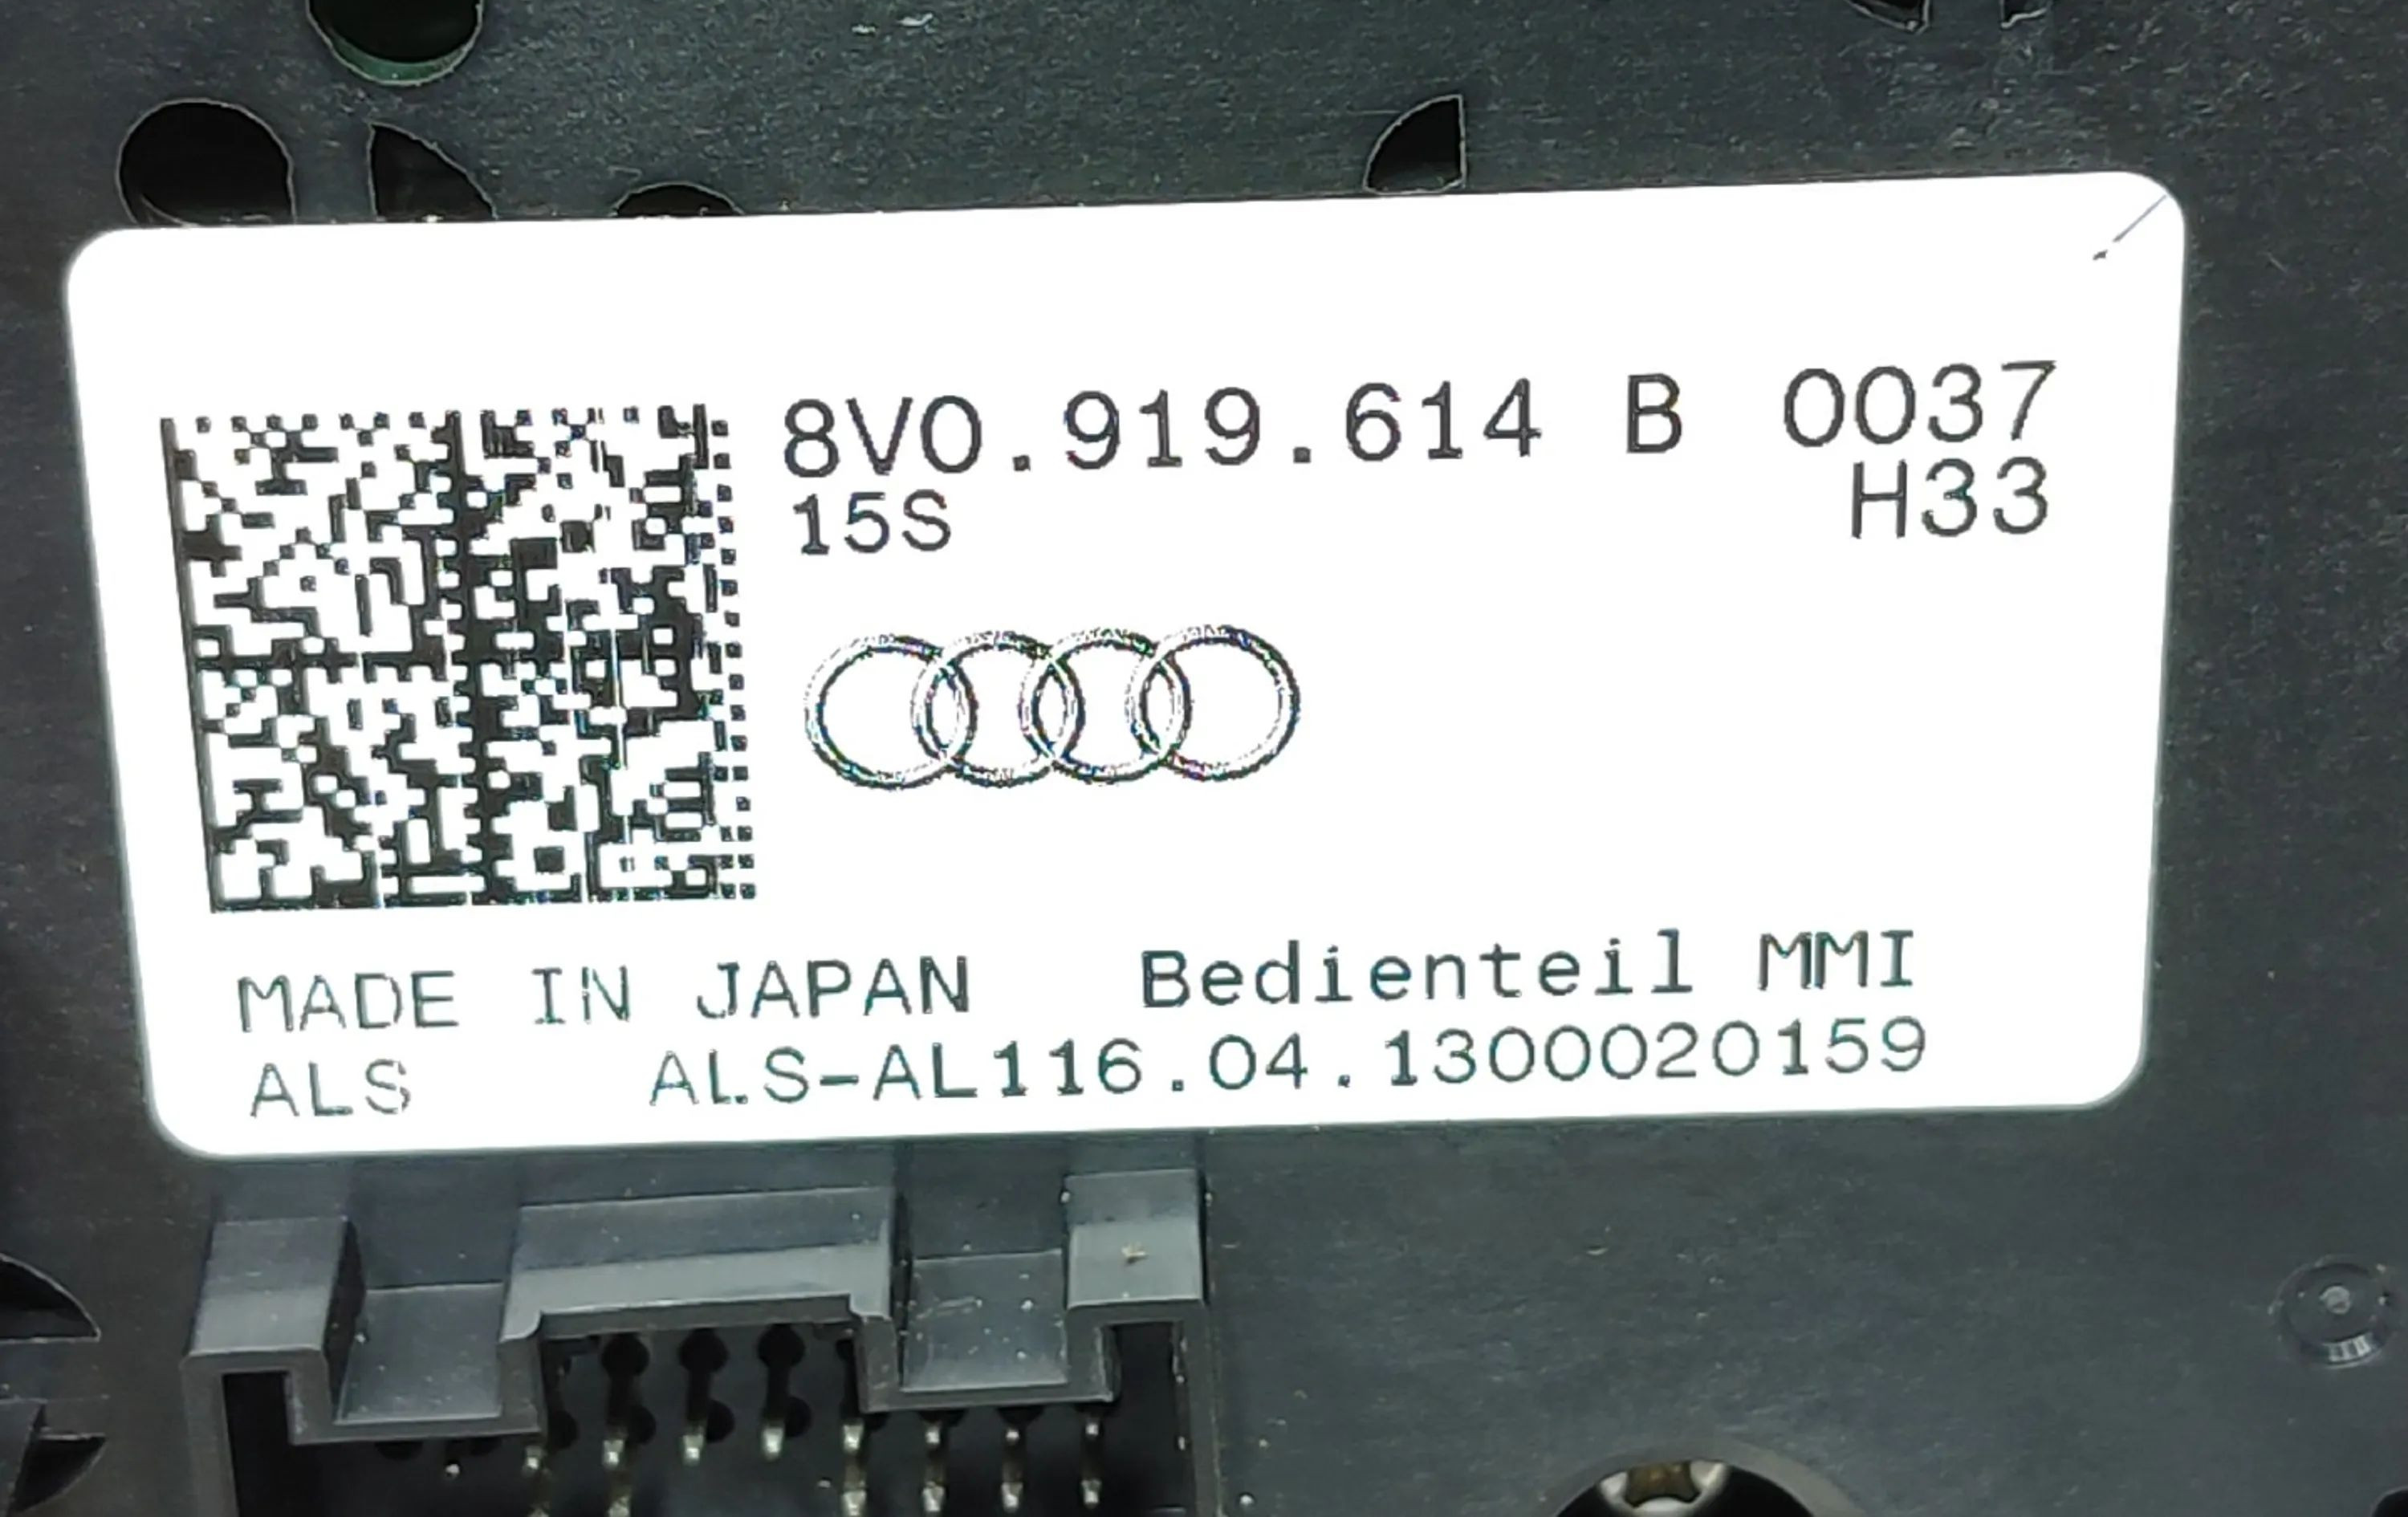 8V0.919.614 B 0037
15S H33
MADE IN JAPAN Bedienteil MMI
ALS ALS-AL116.04.1300020159